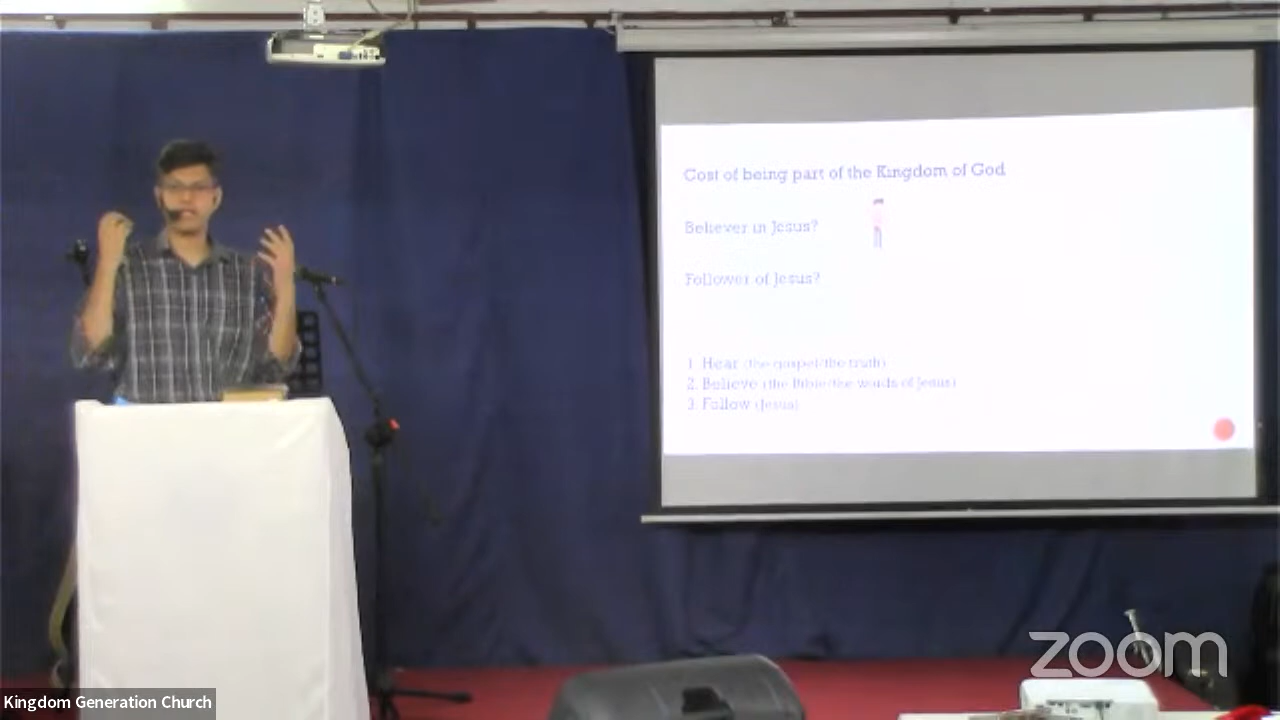 Cost of being part of the Kingdom of God
Believer in Jesus?
Follower of Jesus?
1. Hear (the gospel/the truth)
2. Believe (the Bible/the words of Jesus)
3. Follow (Jesus)
zoom
Kingdom Generation Church